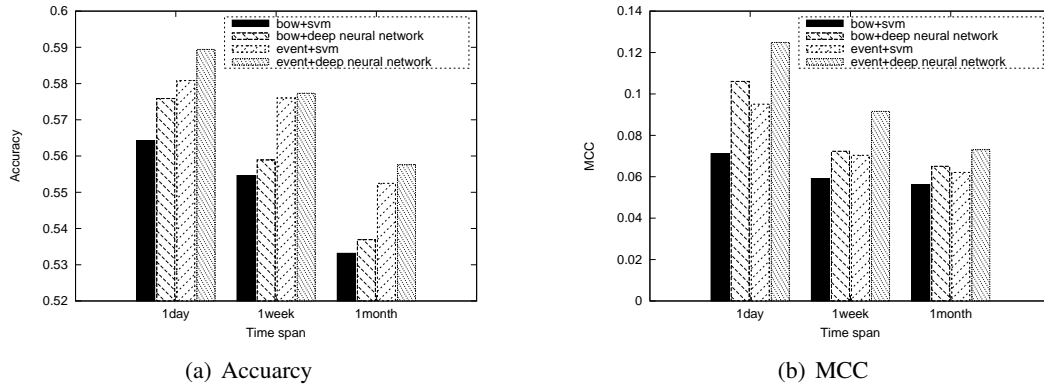 0.6
0.59
0.58
0.57
0.56
0.55
0.54
0.53
0.52
Accuracy
bow+svm
bow+deep neural network
event+svm
event+deep neural network
1day 1week 1month
Time span
(a) Accuarcy
0.14
0.12
0.1
0.08
0.06
0.04
0.02
0
MCC
bow+svm
bow+deep neural network
event+svm
event+deep neural network
1day 1week 1month
Time span
(b) MCC